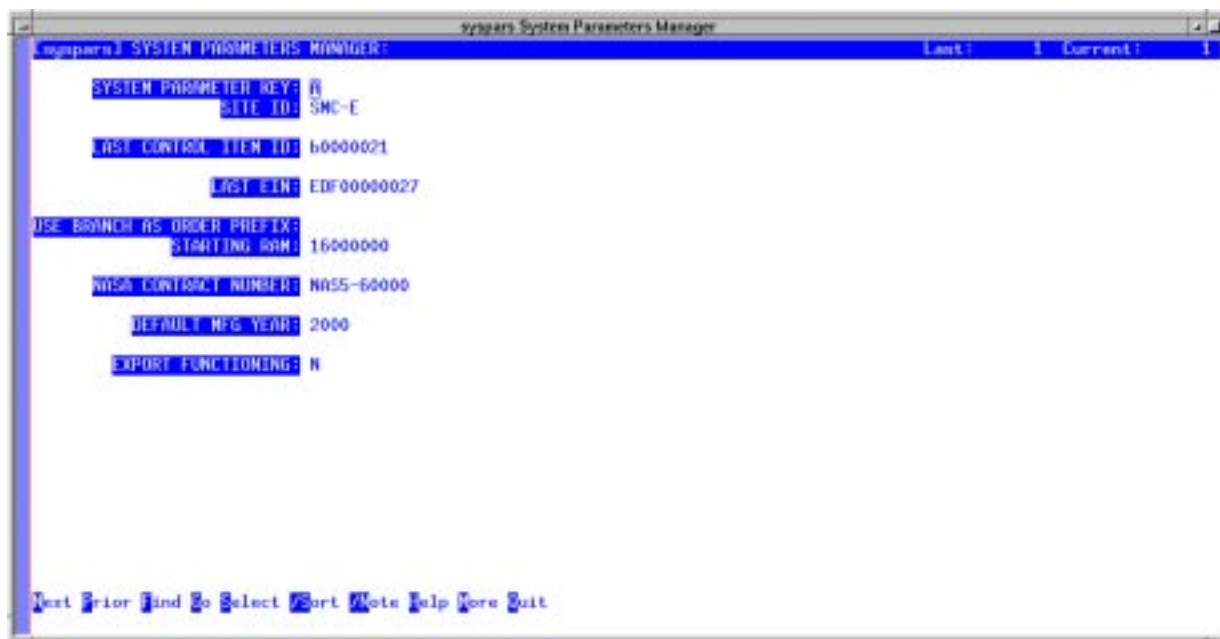 syspars System Parameters Manager
[syspars] SYSTEM PARAMETERS MANAGER: Last: 1 Current: 1
SYSTEM PARAMETER KEY: A
SITE ID: SMC-E
LAST CONTROL ITEM ID: b0000021
LAST EIN: EDF00000027
USE BRANCH AS ORDER PREFIX:
STARTING RAM: 16000000
NASA CONTRACT NUMBER: NAS5-60000
DEFAULT MFG YEAR: 2000
EXPORT FUNCTIONING: N
Next Prior Find Go Select /Sort /Note Help More Quit